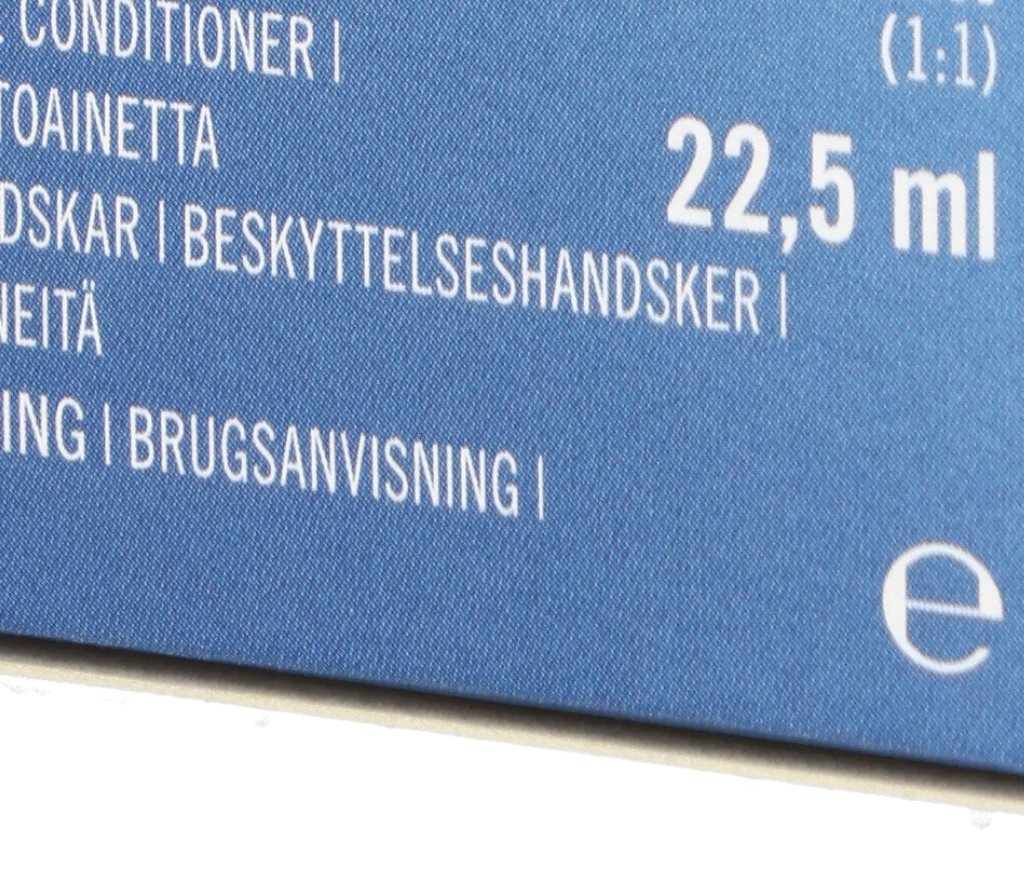 CONDITIONER |
(1:1)
TOAINETTA
22,5 ml
DSKAR | BESKYTTELSESHANDSKER |
NEITÄ
ING | BRUGSANVISNING |
e